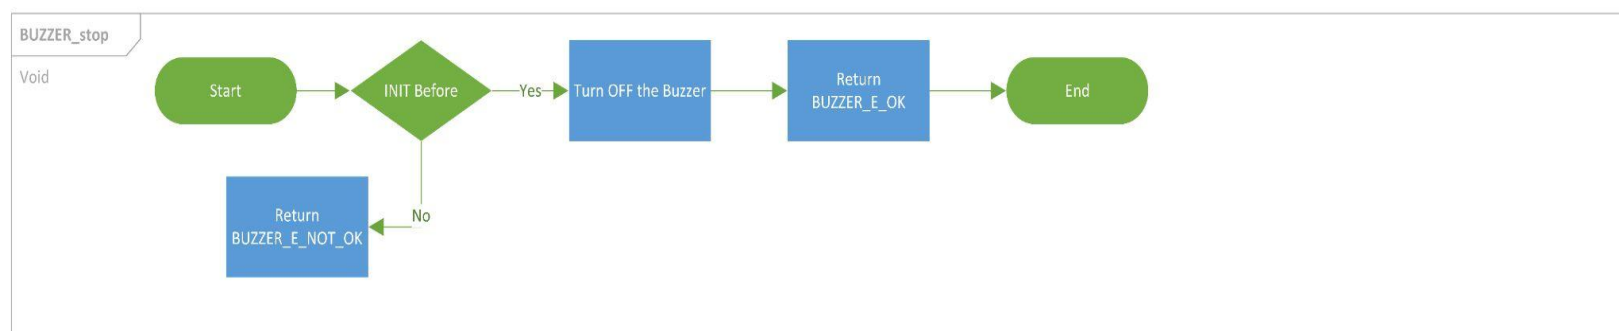 BUZZER_stop
Void
Start
INIT Before
Yes
Turn OFF the Buzzer
Return
BUZZER_E_OK
End
No
Return
BUZZER_E_NOT_OK